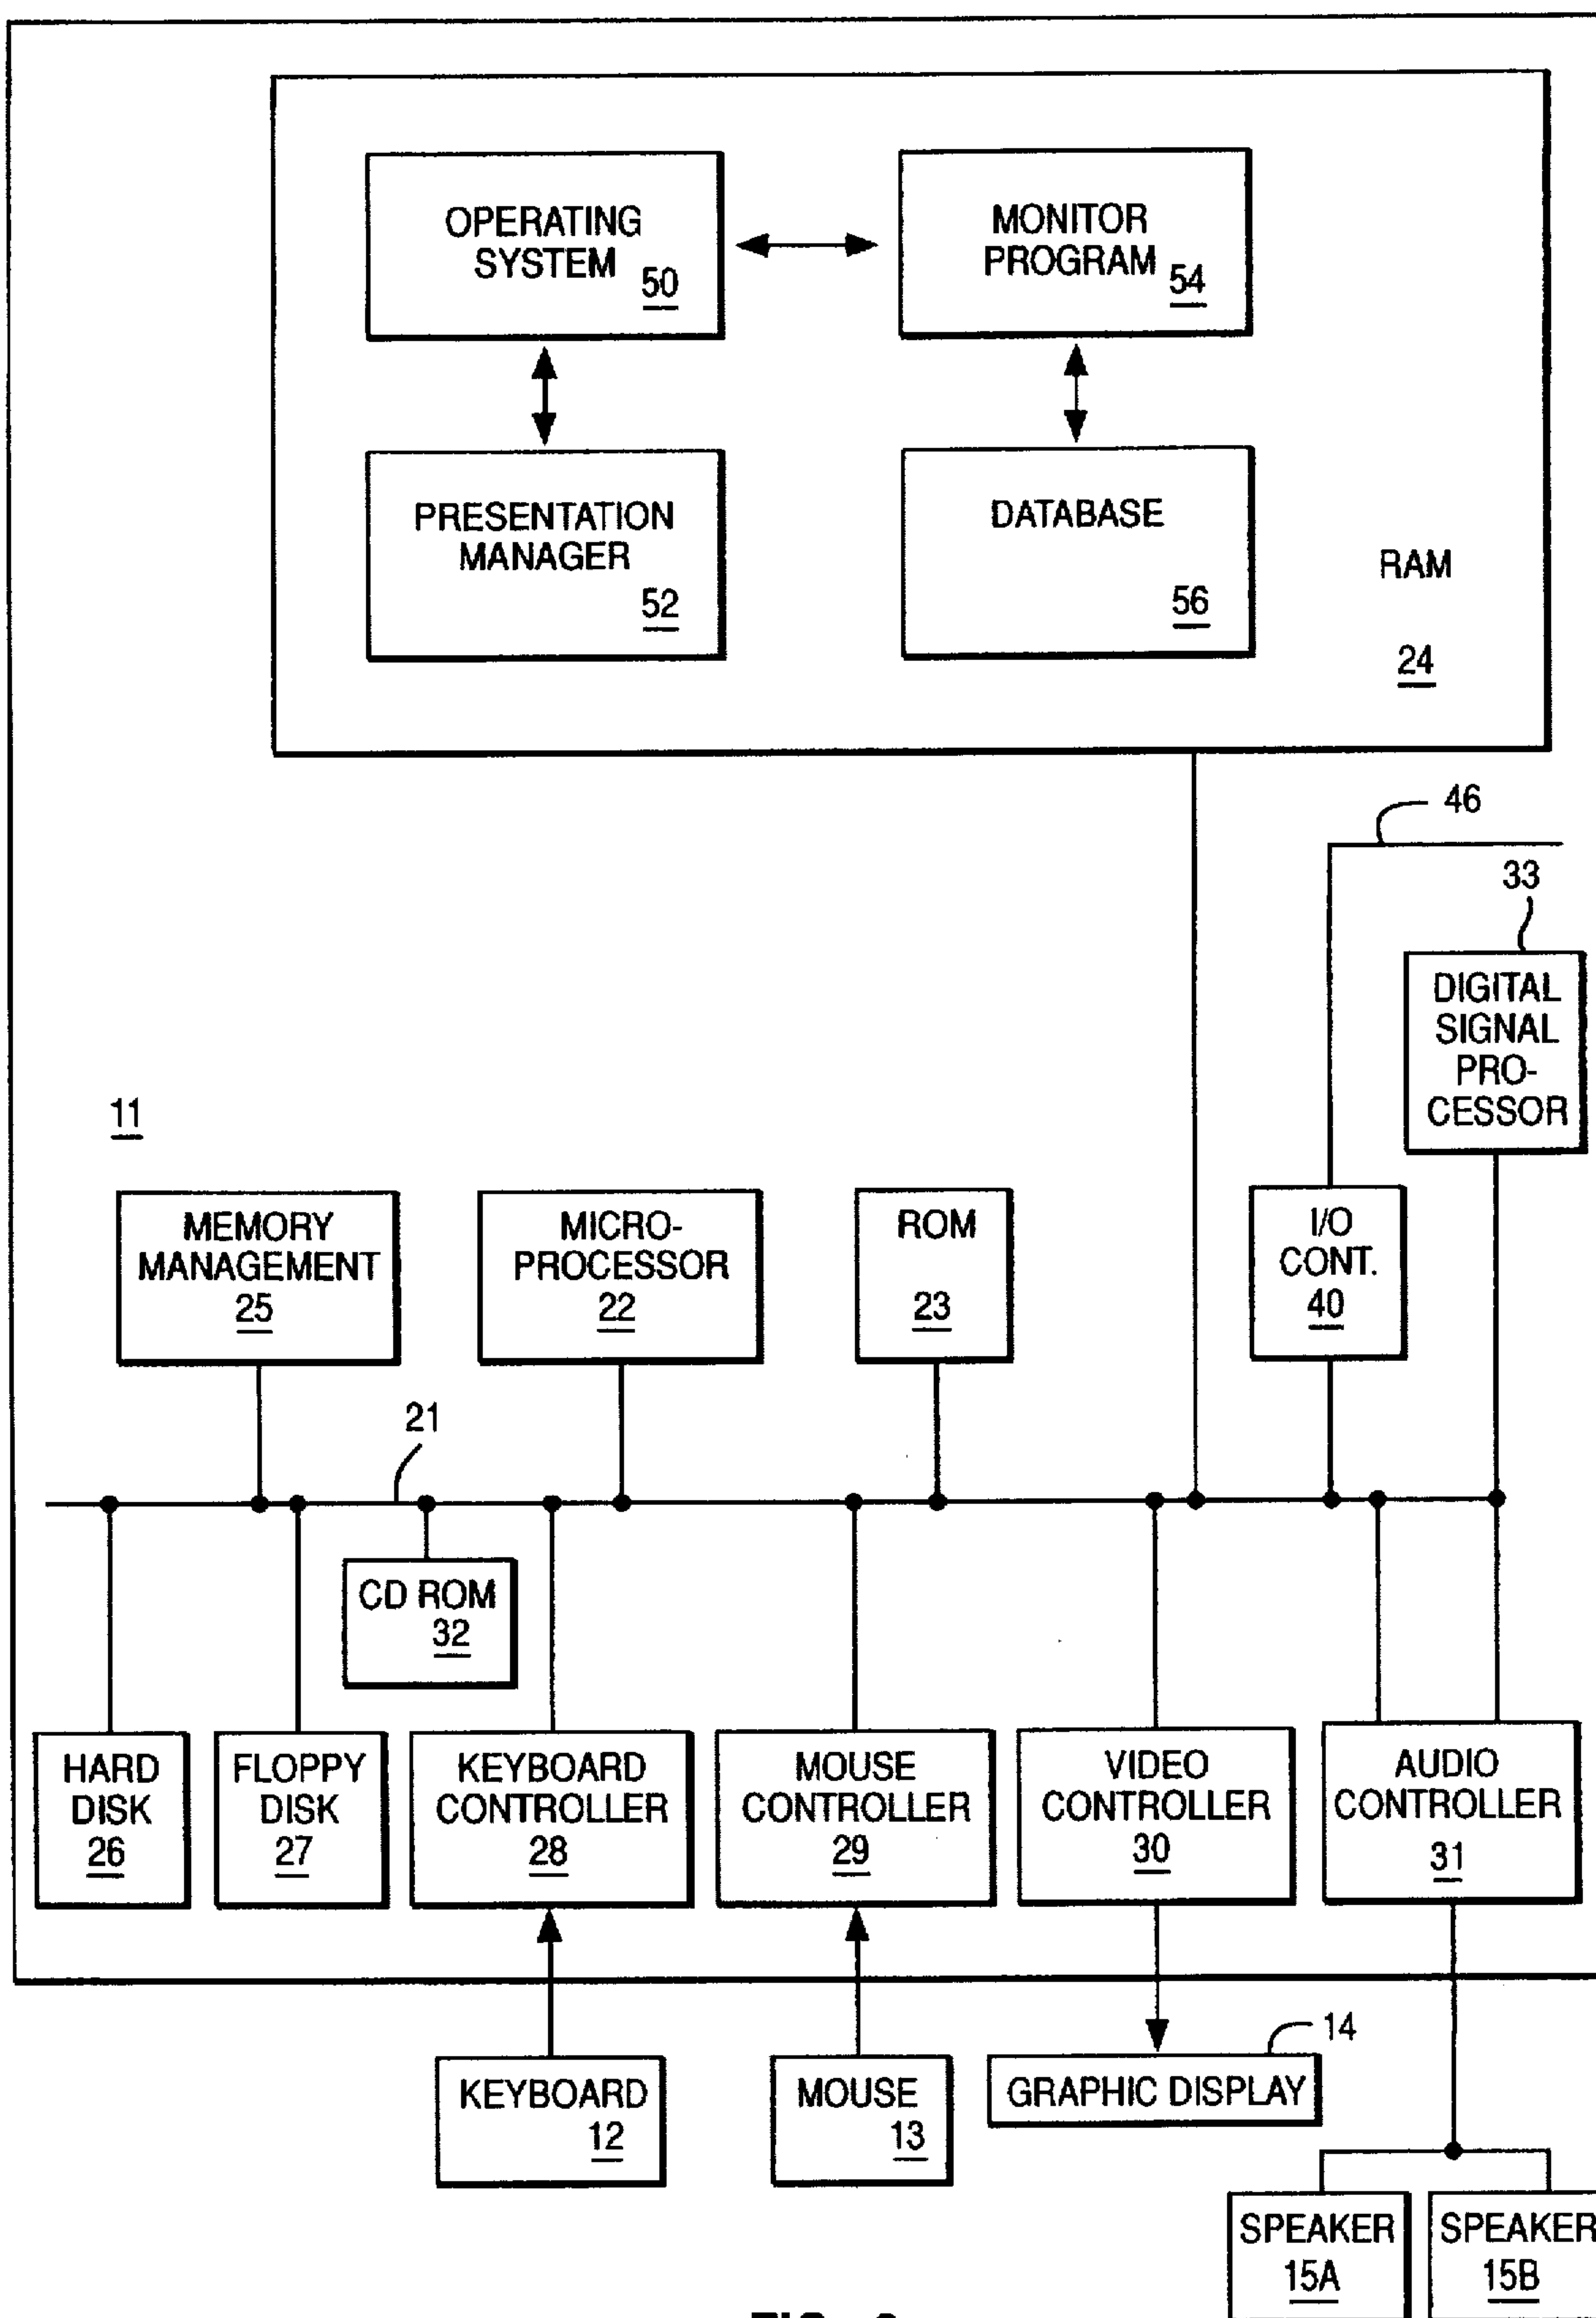 OPERATING
SYSTEM
50
MONITOR
PROGRAM
54
PRESENTATION
MANAGER
52
DATABASE
56
RAM
24
46
33
DIGITAL
SIGNAL
PRO-
CESSOR
11
MEMORY
MANAGEMENT
25
MICRO-
PROCESSOR
22
ROM
23
I/O
CONT.
40
21
CD ROM
32
HARD
DISK
26
FLOPPY
DISK
27
KEYBOARD
CONTROLLER
28
MOUSE
CONTROLLER
29
VIDEO
CONTROLLER
30
AUDIO
CONTROLLER
31
KEYBOARD
12
MOUSE
13
14
GRAPHIC DISPLAY
SPEAKER
15A
SPEAKER
15B